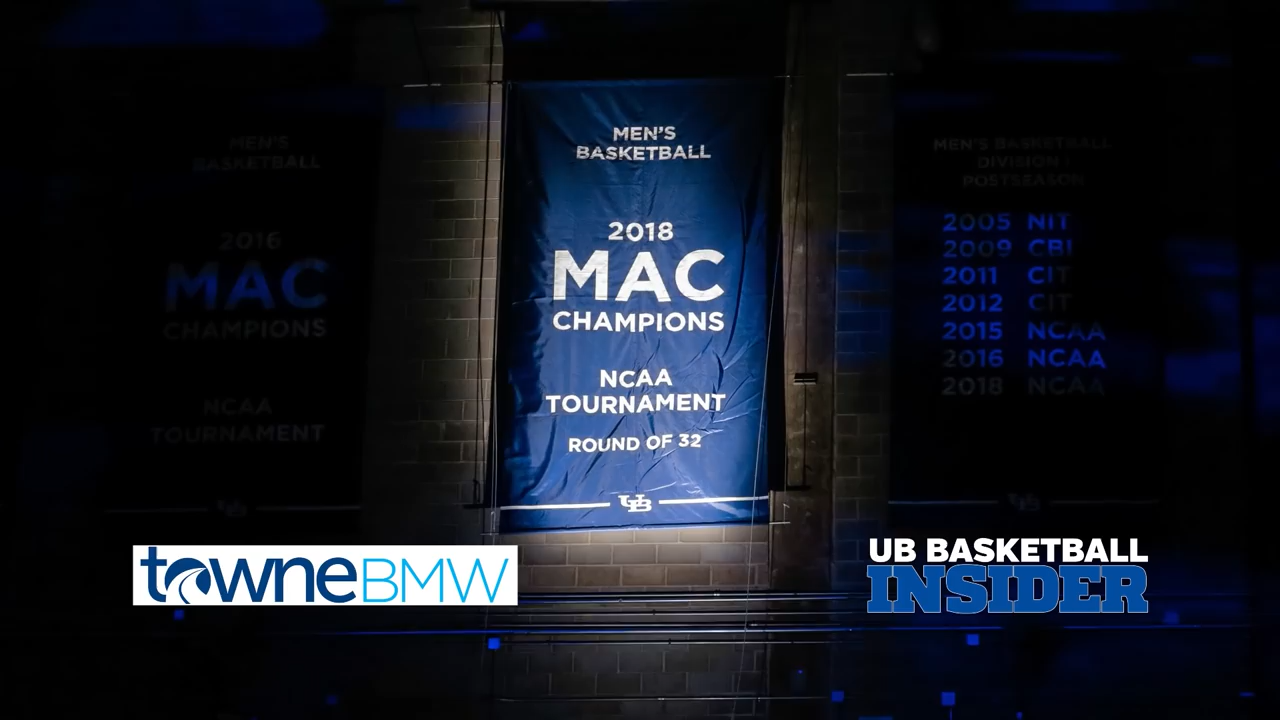 MEN'S
BASKETBALL
2016
MAC
CHAMPIONS
NCAA
TOURNAMENT
UB
MEN'S
BASKETBALL
2018
MAC
CHAMPIONS
NCAA
TOURNAMENT
ROUND OF 32
UB
MEN'S BASKETBALL
DIVISION I
POSTSEASON
2005 NIT
2009 CBI
2011 CIT
2012 CIT
2015 NCAA
2016 NCAA
2018 NCAA
UB
towneBMW
UB BASKETBALL
INSIDER